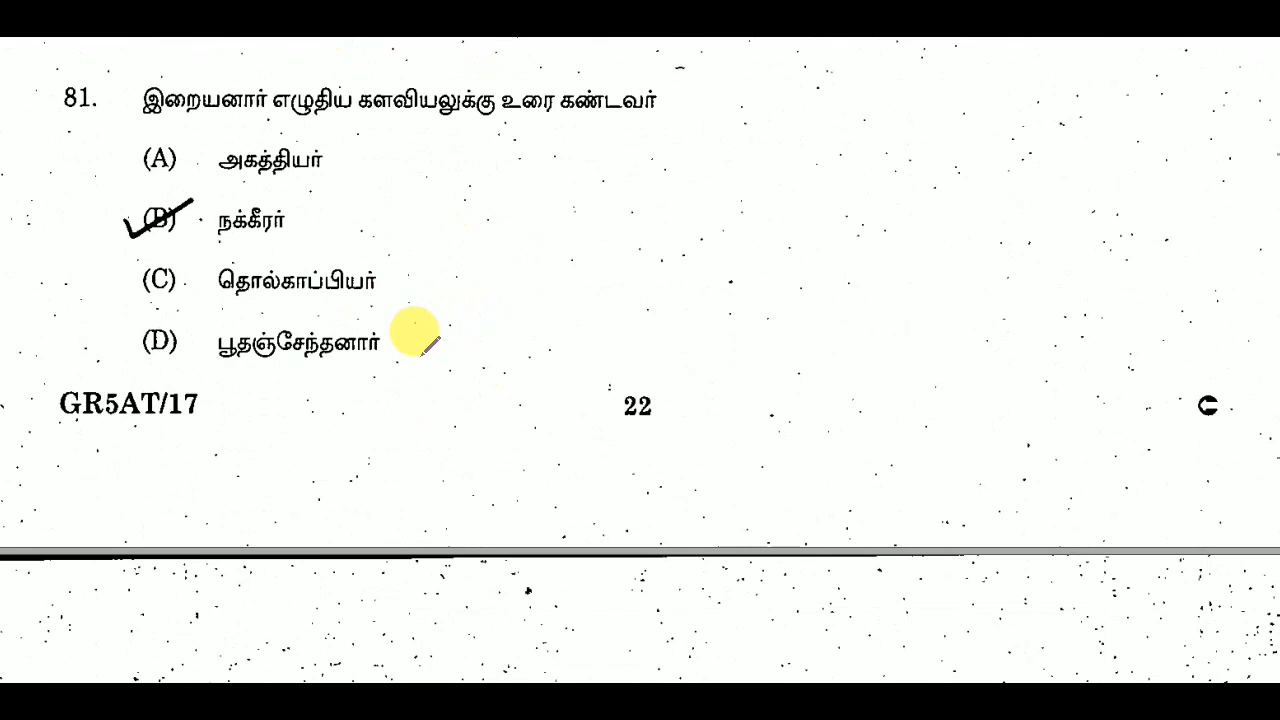 81. இறையனார் எழுதிய களவியலுக்கு உரை கண்டவர்
(A) அகத்தியர்
(B) நக்கீரர்
(C) தொல்காப்பியர்
(D) பூதஞ்சேந்தனார்
GR5AT/17 22